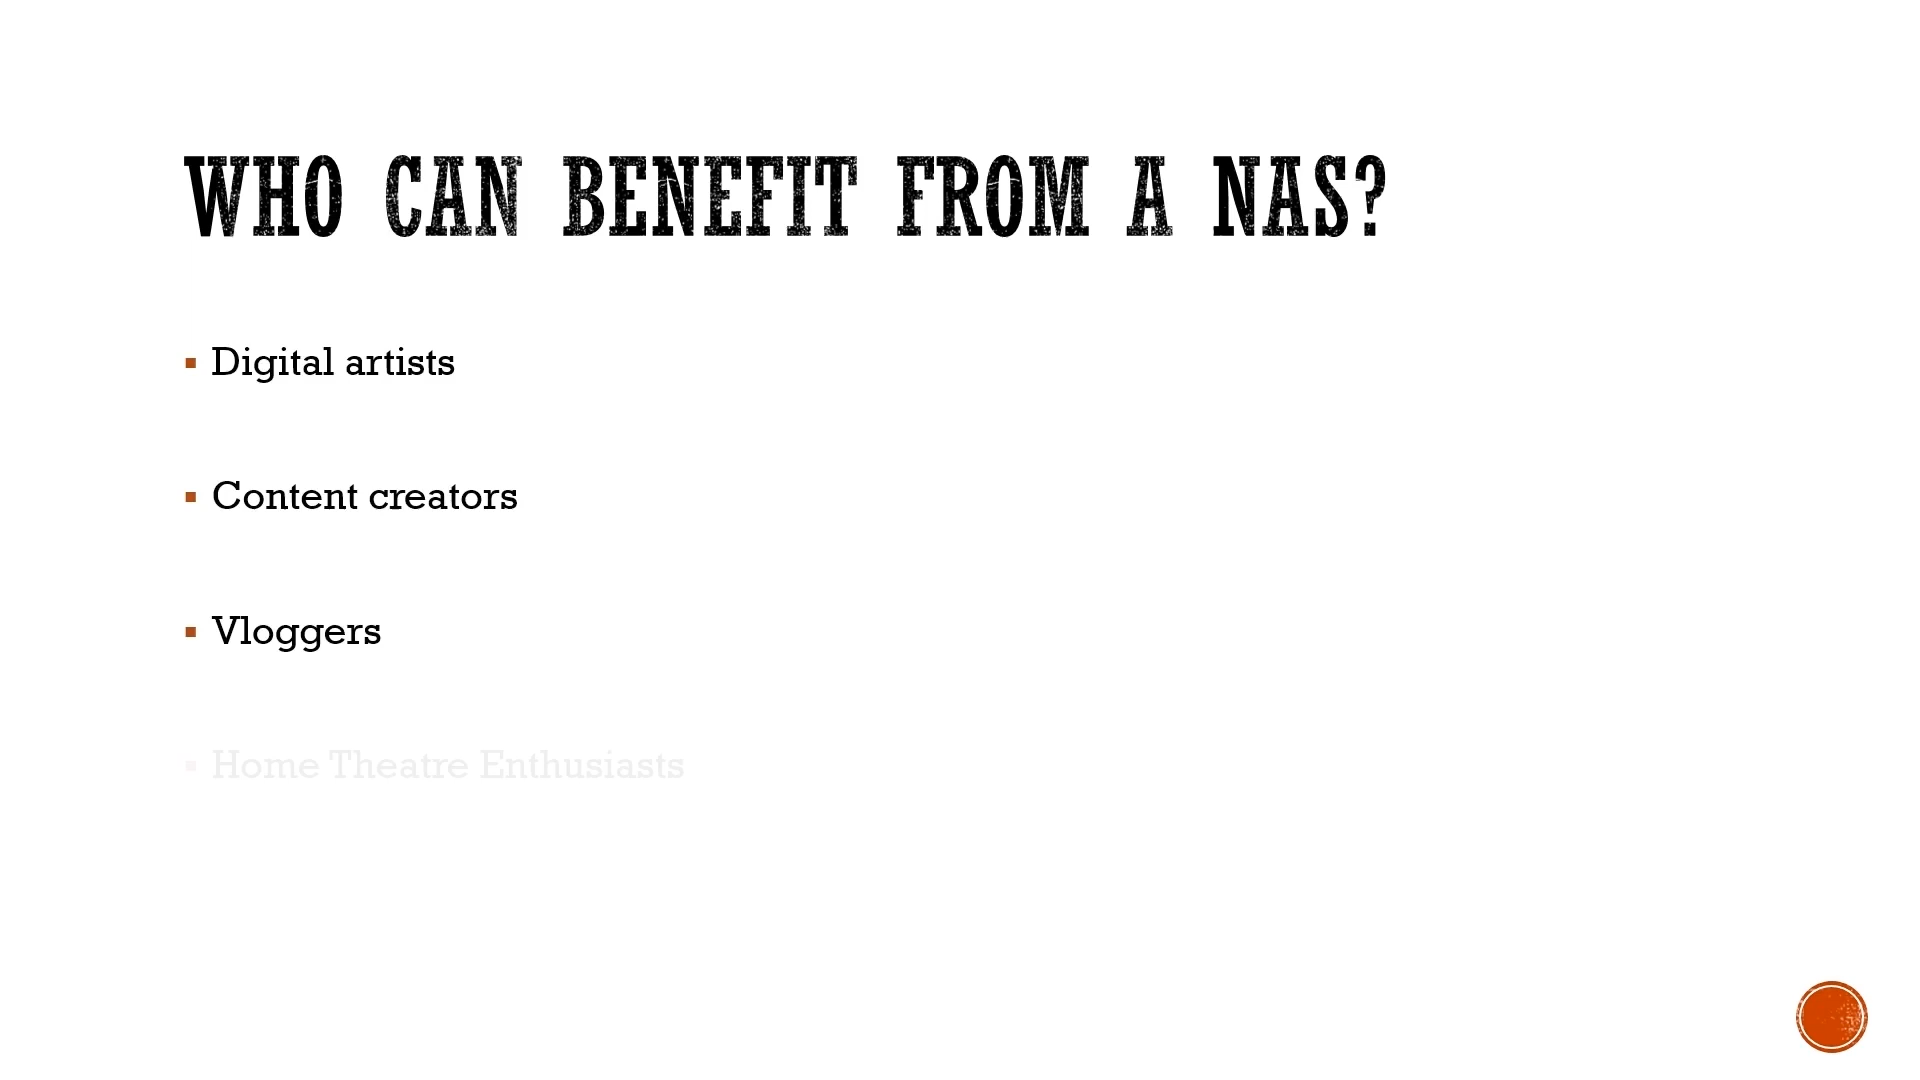 WHO CAN BENEFIT FROM A NAS?
▪ Digital artists
▪ Content creators
▪ Vloggers
▪ Home Theatre Enthusiasts